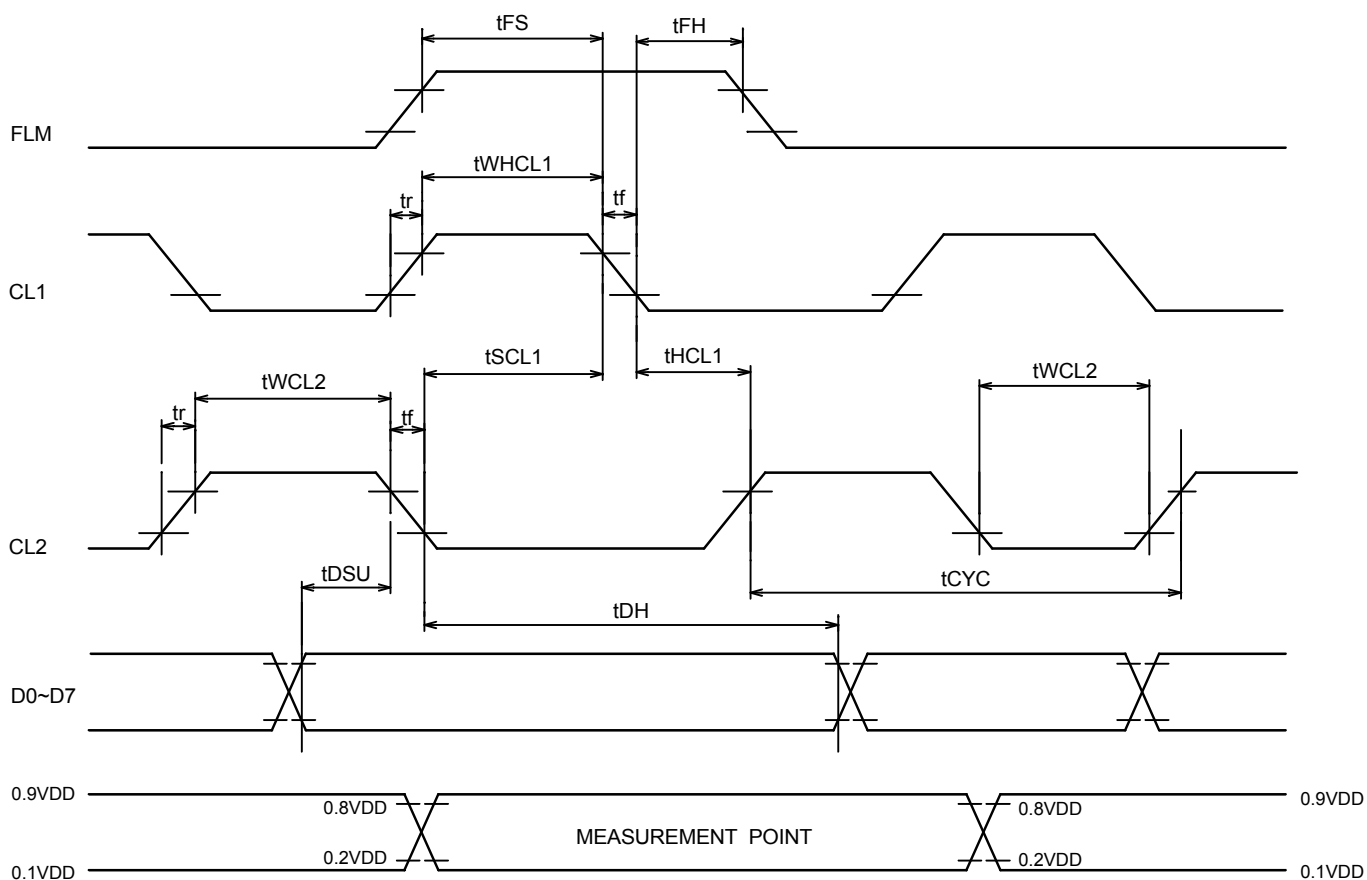 tFS
tFH
FLM
tWHCL1
tr
tf
CL1
tSCL1
tHCL1
tWCL2
tWCL2
tr
tf
CL2
tDSU
tCYC
tDH
D0~D7
0.9VDD
0.8VDD
0.8VDD
0.9VDD
MEASUREMENT POINT
0.2VDD
0.2VDD
0.1VDD
0.1VDD